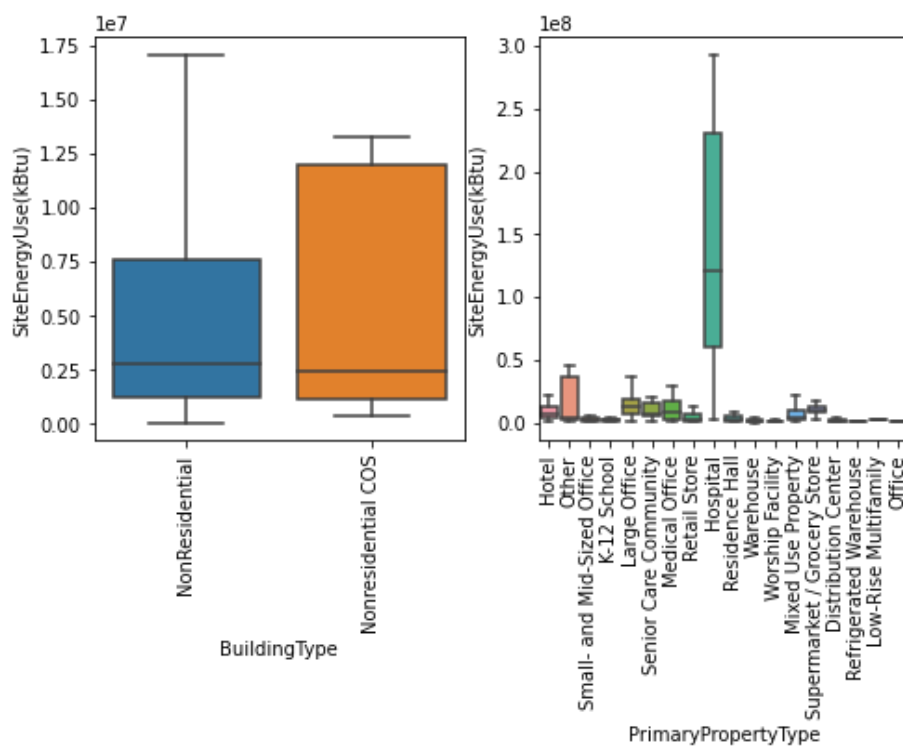 1e7
1.75
1.50
1.25
1.00
0.75
0.50
0.25
0.00
SiteEnergyUse(kBtu)
NonResidential
Nonresidential COS
BuildingType
1e8
3.0
2.5
2.0
1.5
1.0
0.5
0.0
SiteEnergyUse(kBtu)
Hotel
Other
Small- and Mid-Sized Office
K-12 School
Large Office
Senior Care Community
Medical Office
Retail Store
Hospital
Residence Hall
Warehouse
Worship Facility
Mixed Use Property
Supermarket / Grocery Store
Distribution Center
Refrigerated Warehouse
Low-Rise Multifamily
Office
PrimaryPropertyType